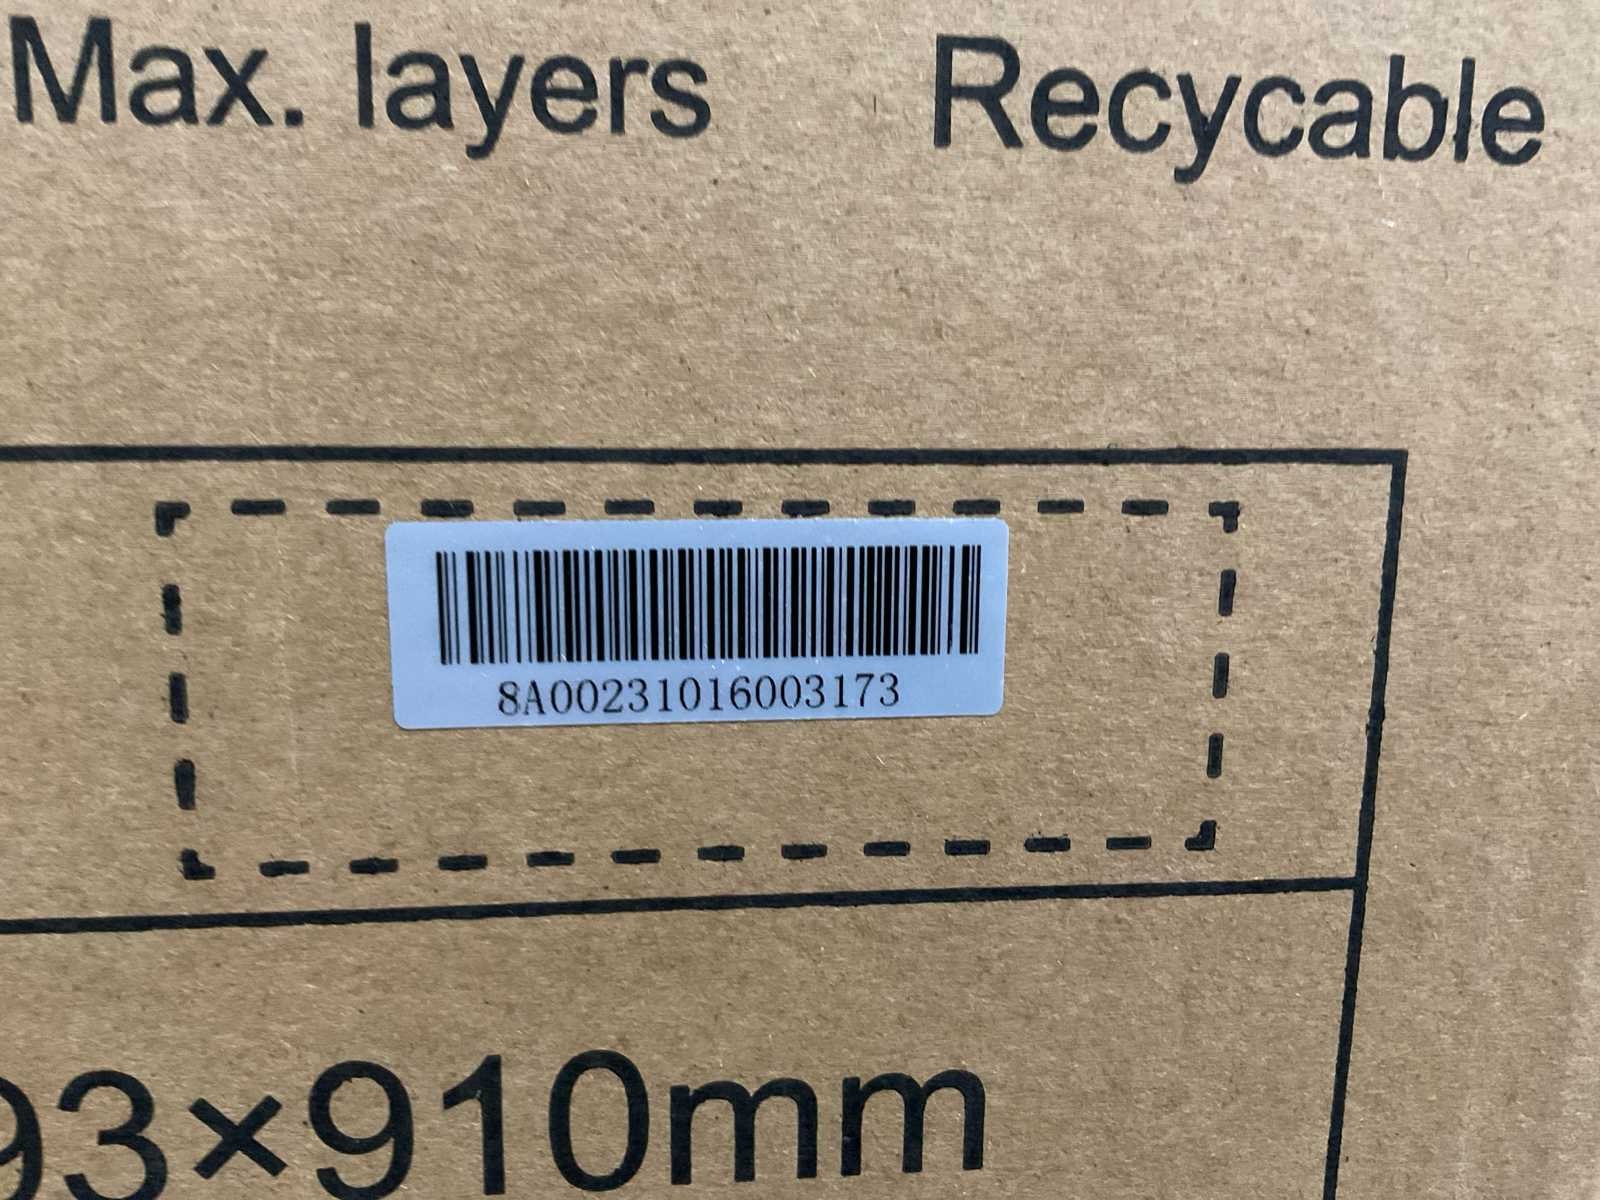 Max. layers
Recycable
8A00231016003173
93×910mm